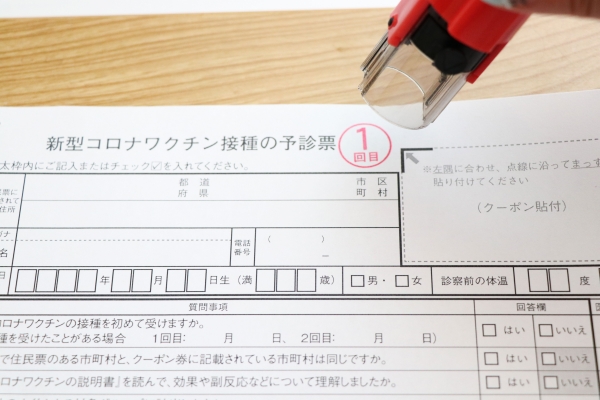 新型コロナワクチン接種の予診票
1
回目
太枠内にご記入またはチェック☑を入れてください。
※左隅に合わせ、点線に沿ってまっす
貼り付けてください
(クーポン貼付)
都 道
府 県
市 区
町 村
住所
電話
番号
( )
－
名
日 年 月 日生(満 歳) 男・ 女 診察前の体温 度
質問事項 回答欄
コロナワクチンの接種を初めて受けますか。
種を受けたことがある場合 1回目: 月 日、 2回目: 月 日)
はい いいえ
で住民票のある市町村と、クーポン券に記載されている市町村は同じですか。
はい いいえ
ロナワクチンの説明書」を読んで、効果や副反応などについて理解しましたか。
はい いいえ